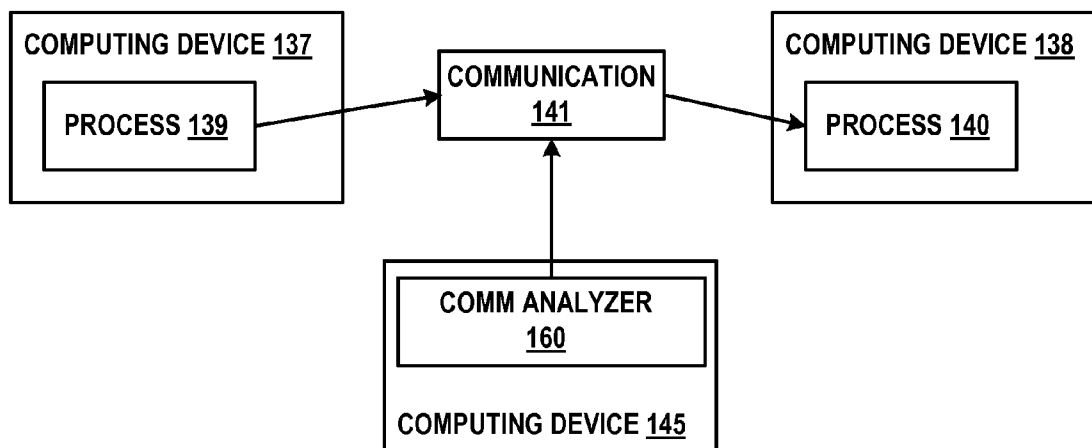 COMPUTING DEVICE 137
PROCESS 139
COMMUNICATION
141
COMPUTING DEVICE 138
PROCESS 140
COMM ANALYZER
160
COMPUTING DEVICE 145